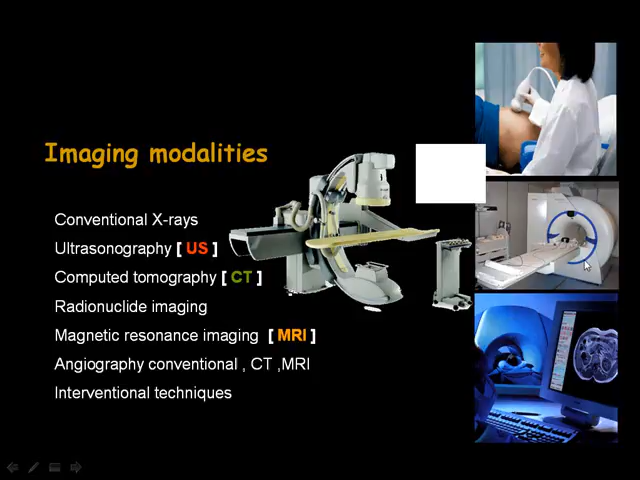 Imaging modalities
Conventional X-rays
Ultrasonography [ US ]
Computed tomography [ CT ]
Radionuclide imaging
Magnetic resonance imaging [ MRI ]
Angiography conventional , CT ,MRI
Interventional techniques